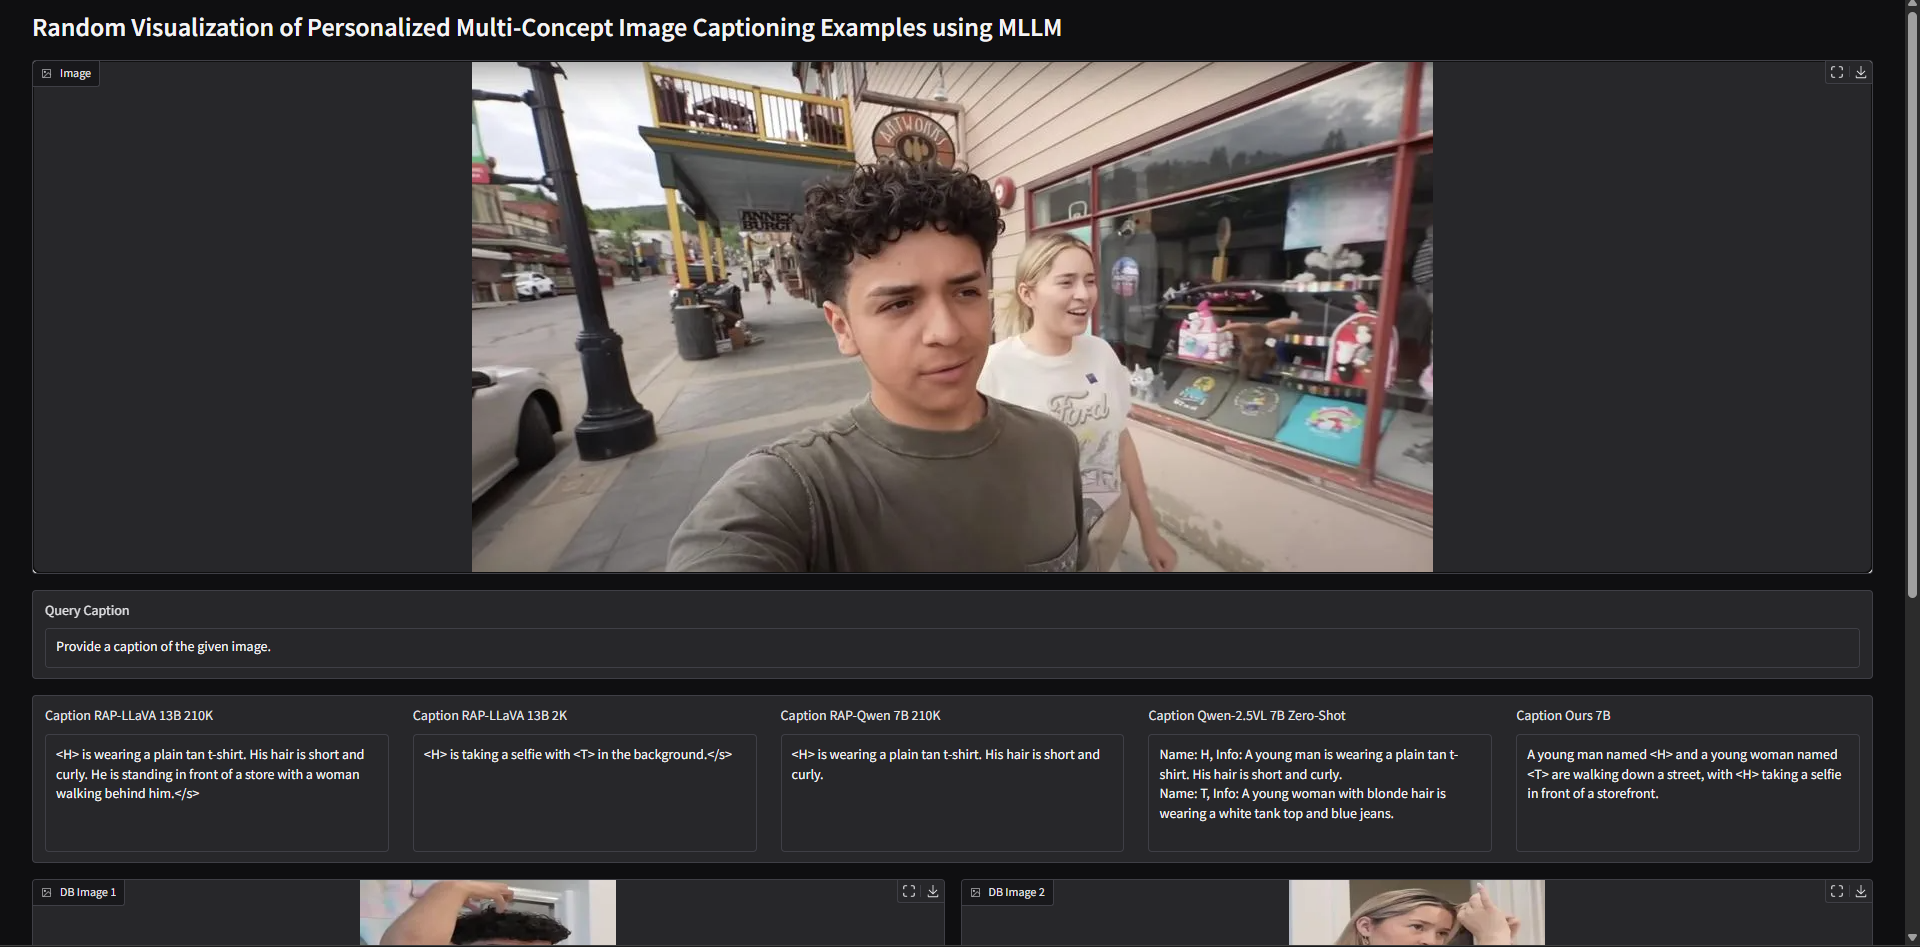 Random Visualization of Personalized Multi-Concept Image Captioning Examples using MLLM
Image
ARTWORKS
ANNEX
Ford
Query Caption
Provide a caption of the given image.
Caption RAP-LLaVA 13B 210K
<H> is wearing a plain tan t-shirt. His hair is short and
curly. He is standing in front of a store with a woman
walking behind him.</s>
Caption RAP-LLaVA 13B 2K
<H> is taking a selfie with <T> in the background.</s>
Caption RAP-Qwen 7B 210K
<H> is wearing a plain tan t-shirt. His hair is short and
curly.
Caption Qwen-2.5VL 7B Zero-Shot
Name: H, Info: A young man is wearing a plain tan t-
shirt. His hair is short and curly.
Name: T, Info: A young woman with blonde hair is
wearing a white tank top and blue jeans.
Caption Ours 7B
A young man named <H> and a young woman named
<T> are walking down a street, with <H> taking a selfie
in front of a storefront.
DB Image 1
DB Image 2